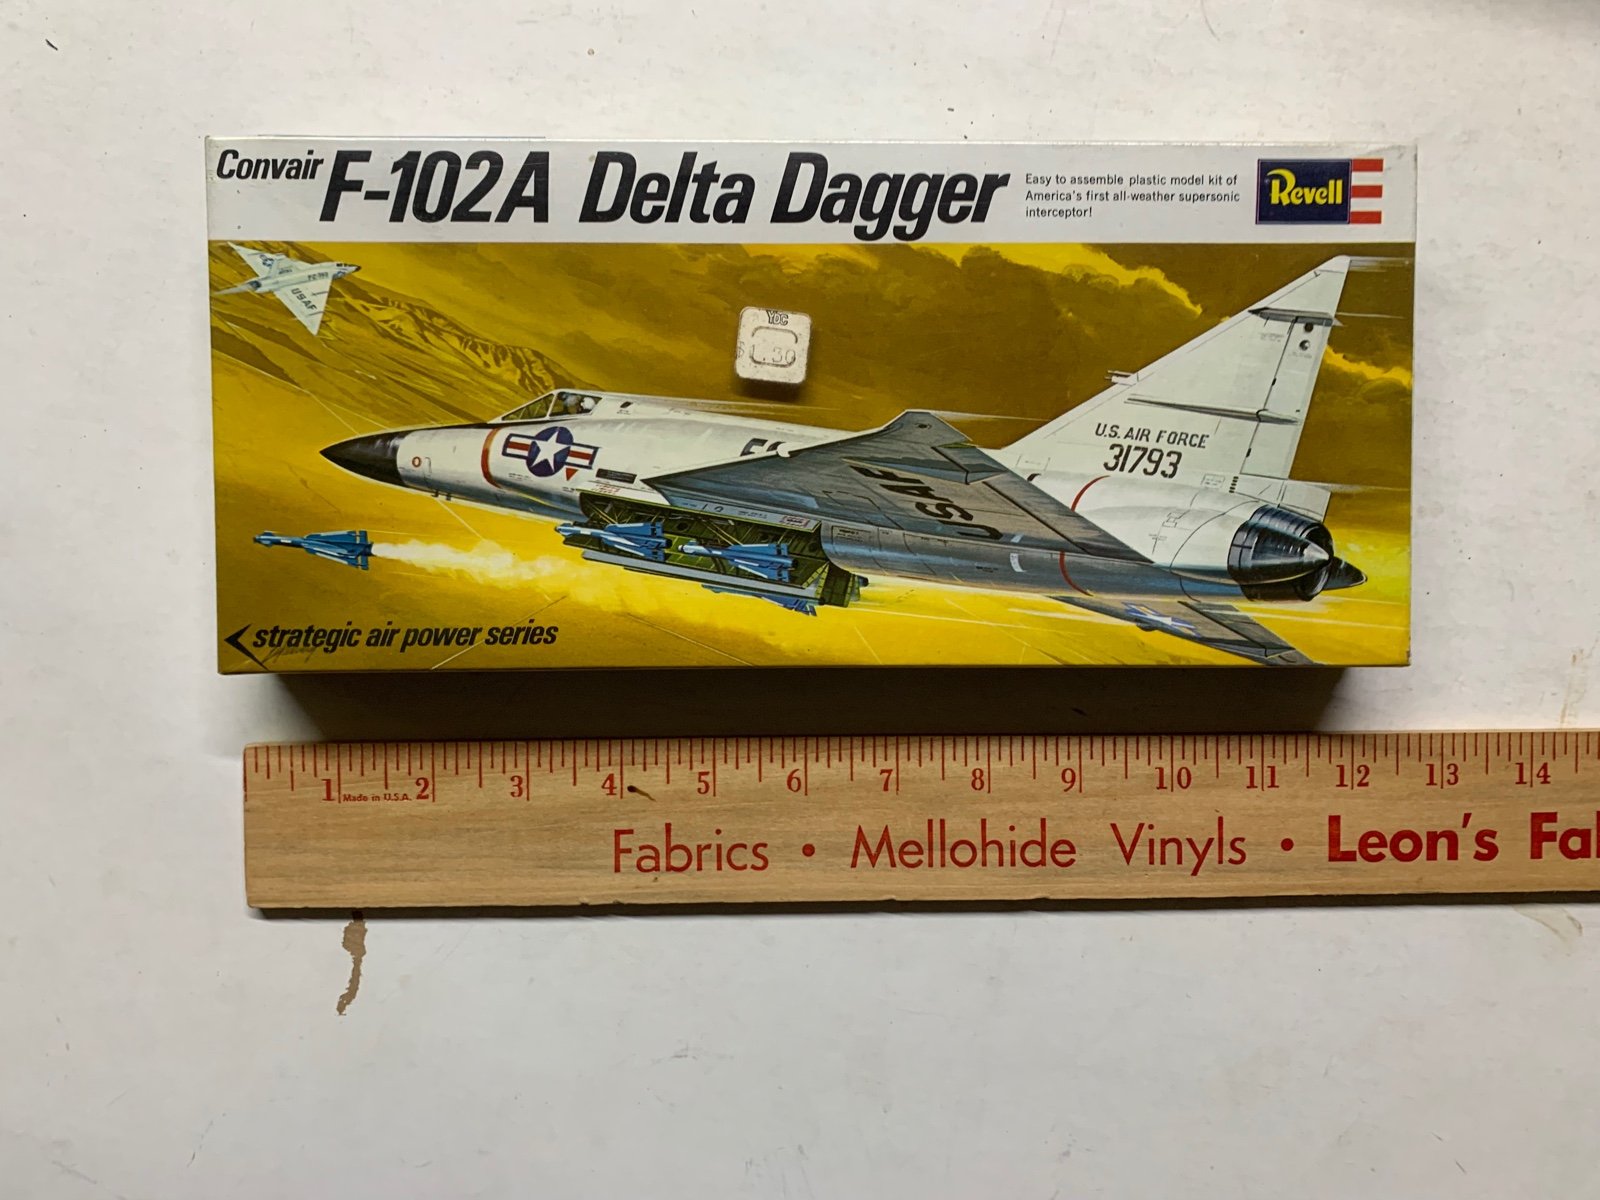 Convair F-102A Delta Dagger
Easy to assemble plastic model kit of
America's first all-weather supersonic
interceptor!
Revell
USAF
YDC
$1.30
U.S. AIR FORCE
31793
USAF
strategic air power series
1 2 3 4 5 6 7 8 9 10 11 12 13 14
Made in U.S.A.
Fabrics • Mellohide Vinyls • Leon's Fa